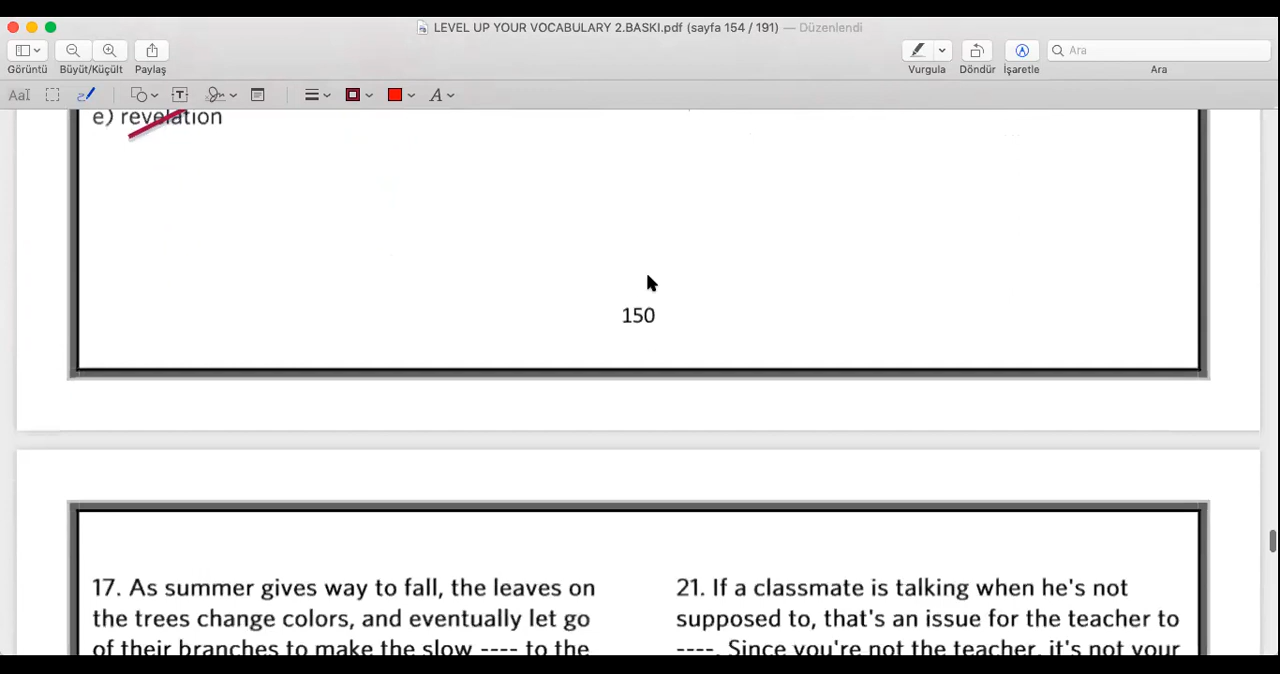 LEVEL UP YOUR VOCABULARY 2.BASKI.pdf (sayfa 154 / 191) — Düzenlendi
Ara
Görüntü Büyüt/Küçült Paylaş Vurgula Döndür İşaretle Ara
e) revelation
150
17. As summer gives way to fall, the leaves on
the trees change colors, and eventually let go
of their branches to make the slow ---- to the
21. If a classmate is talking when he's not
supposed to, that's an issue for the teacher to
----. Since you're not the teacher, it's not your